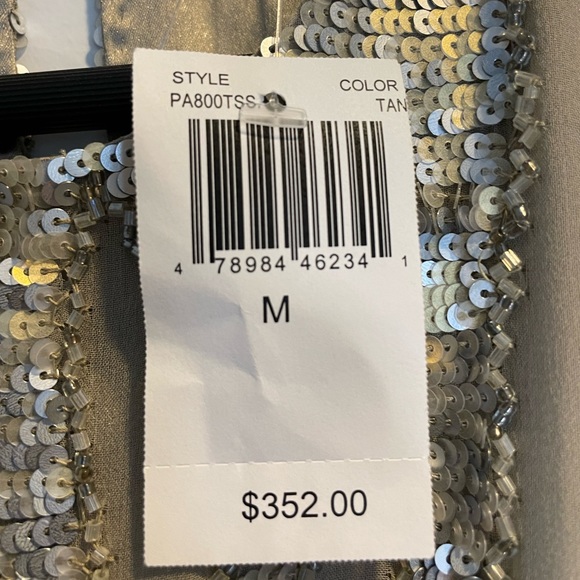 STYLE COLOR
PA800TSS TAN
4 78984 46234 1
M
$352.00